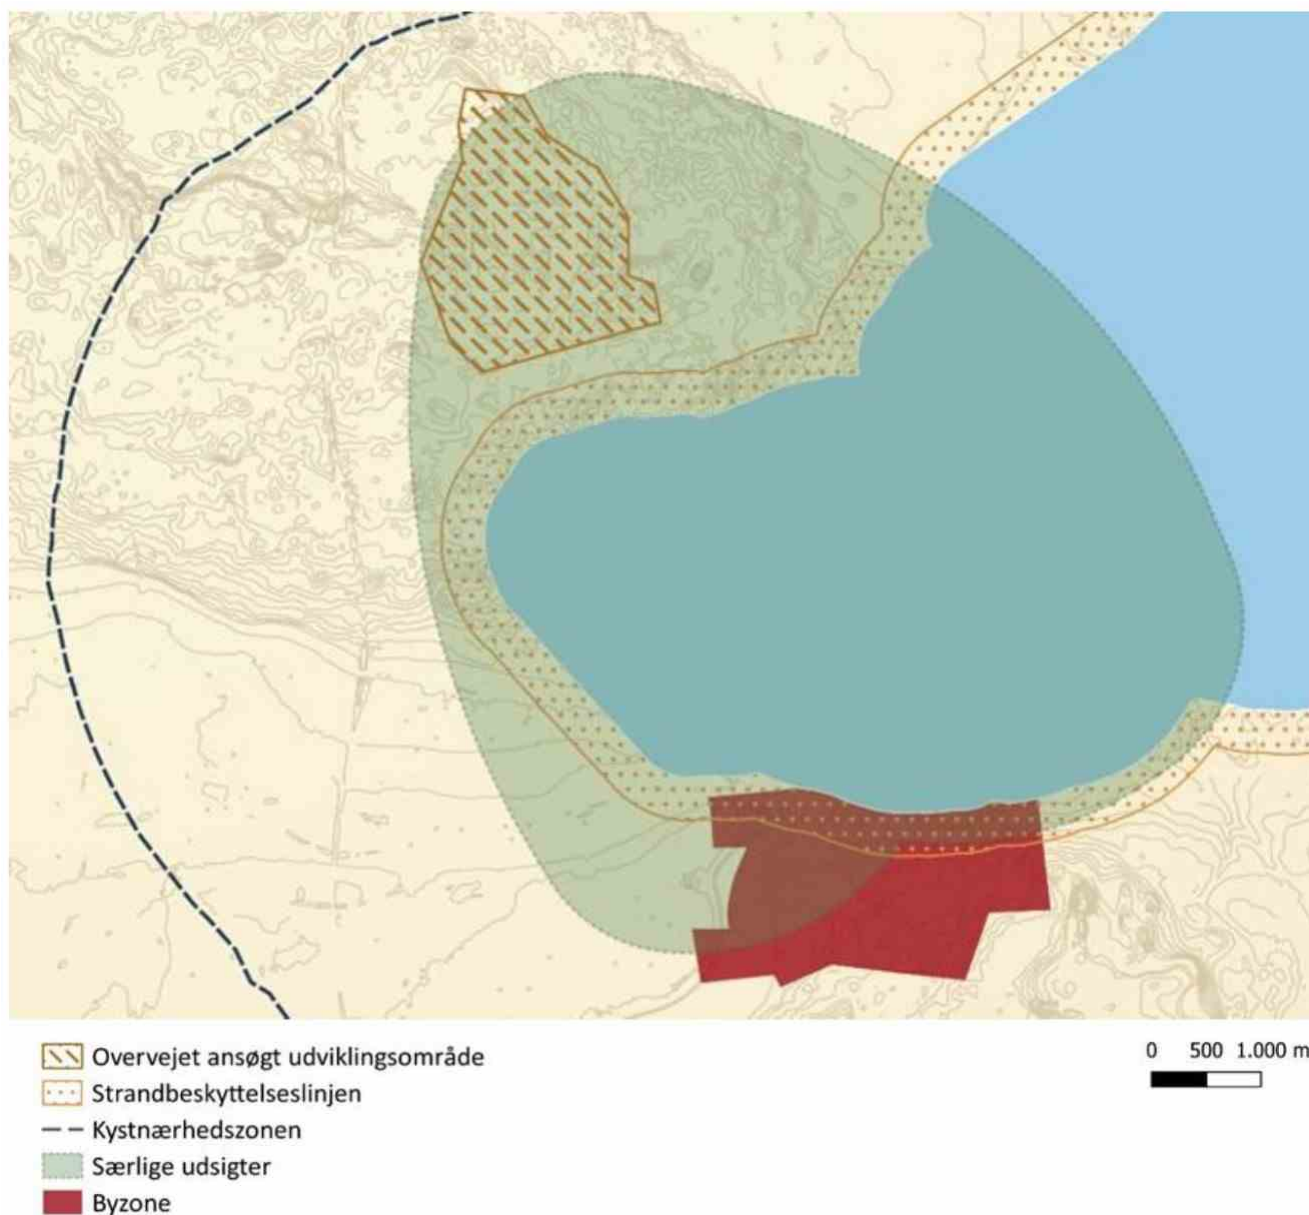 Overvejet ansøgt udviklingsområde
Strandbeskyttelseslinjen
Kystnærhedszonen
Særlige udsigter
Byzone
0 500 1.000 m